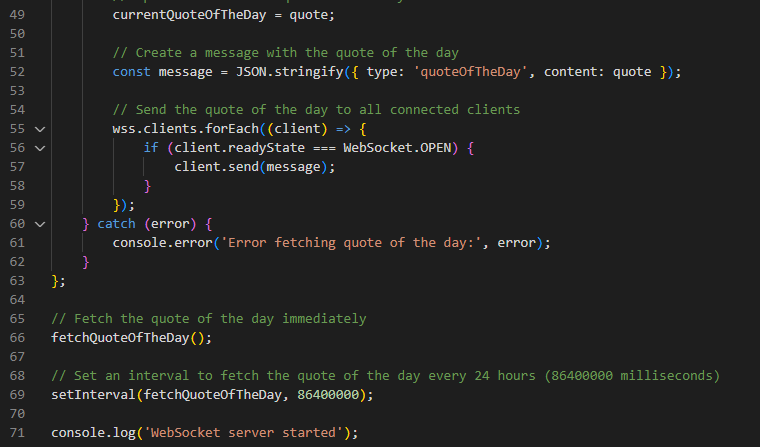 49 currentQuoteOfTheDay = quote;
50
51 // Create a message with the quote of the day
52 const message = JSON.stringify({ type: 'quoteOfTheDay', content: quote });
53
54 // Send the quote of the day to all connected clients
55 wss.clients.forEach((client) => {
56 if (client.readyState === WebSocket.OPEN) {
57 client.send(message);
58 }
59 });
60 } catch (error) {
61 console.error('Error fetching quote of the day:', error);
62 }
63 };
64
65 // Fetch the quote of the day immediately
66 fetchQuoteOfTheDay();
67
68 // Set an interval to fetch the quote of the day every 24 hours (86400000 milliseconds)
69 setInterval(fetchQuoteOfTheDay, 86400000);
70
71 console.log('WebSocket server started');